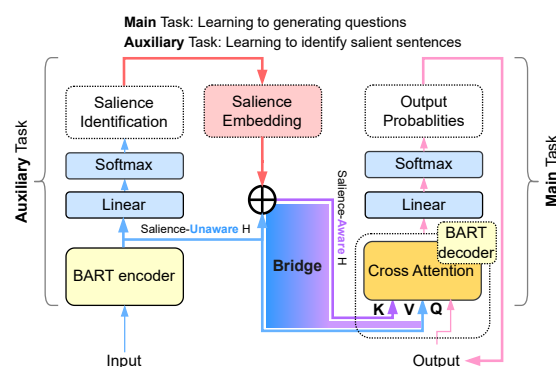 Main Task: Learning to generating questions
Auxiliary Task: Learning to identify salient sentences
Auxiliary Task
Salience
Identification
Softmax
Linear
BART encoder
Input
Salience
Embedding
Salience-Unaware H
Bridge
Salience-Aware H
Output
Probablities
Softmax
Linear
BART
decoder
Cross Attention
K V Q
Output
Main Task